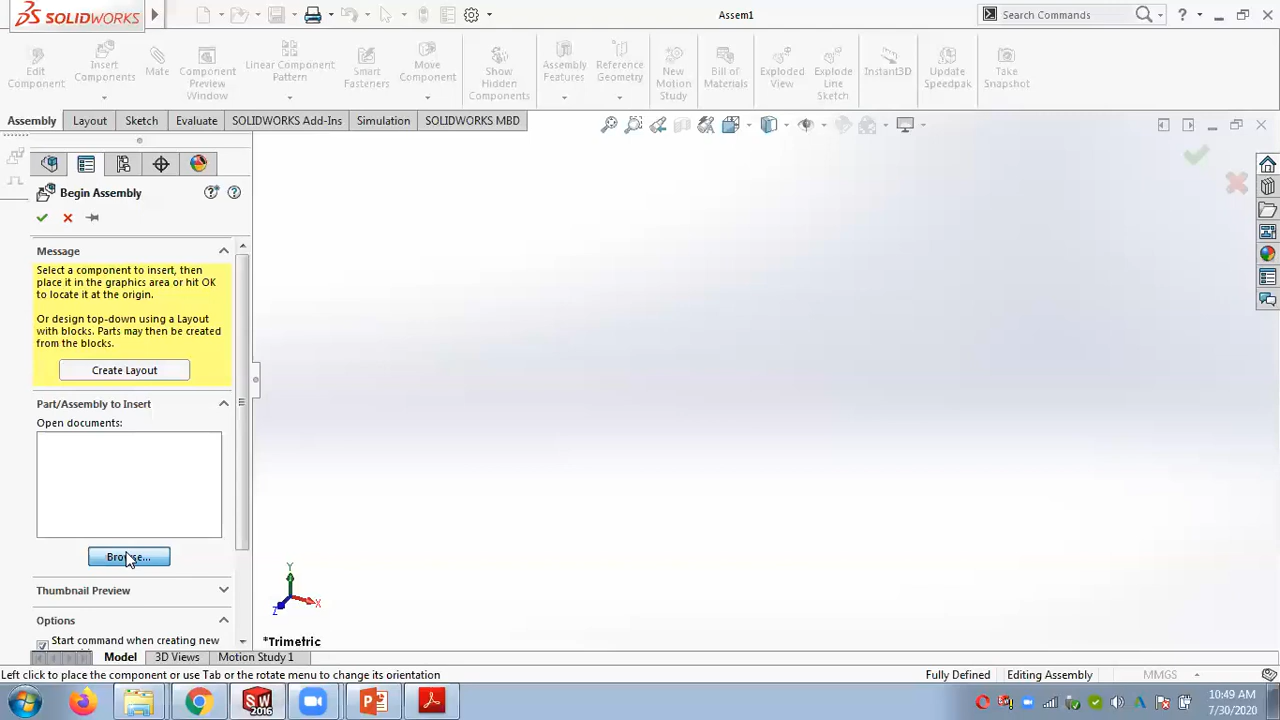 SOLIDWORKS
Assem1
Search Commands
Edit Component
Insert Components
Mate
Component Preview Window
Linear Component Pattern
Smart Fasteners
Move Component
Show Hidden Components
Assembly Features
Reference Geometry
New Motion Study
Bill of Materials
Exploded View
Explode Line Sketch
Instant3D
Update Speedpak
Take Snapshot
Assembly Layout Sketch Evaluate SOLIDWORKS Add-Ins Simulation SOLIDWORKS MBD
Begin Assembly
Message
Select a component to insert, then
place it in the graphics area or hit OK
to locate it at the origin.
Or design top-down using a Layout
with blocks. Parts may then be created
from the blocks.
Create Layout
Part/Assembly to Insert
Open documents:
Browse...
Thumbnail Preview
Options
Start command when creating new
Y
X
Z
*Trimetric
Model 3D Views Motion Study 1
Left click to place the component or use Tab or the rotate menu to change its orientation
Fully Defined Editing Assembly MMGS
SW
2016
10:49 AM
7/30/2020